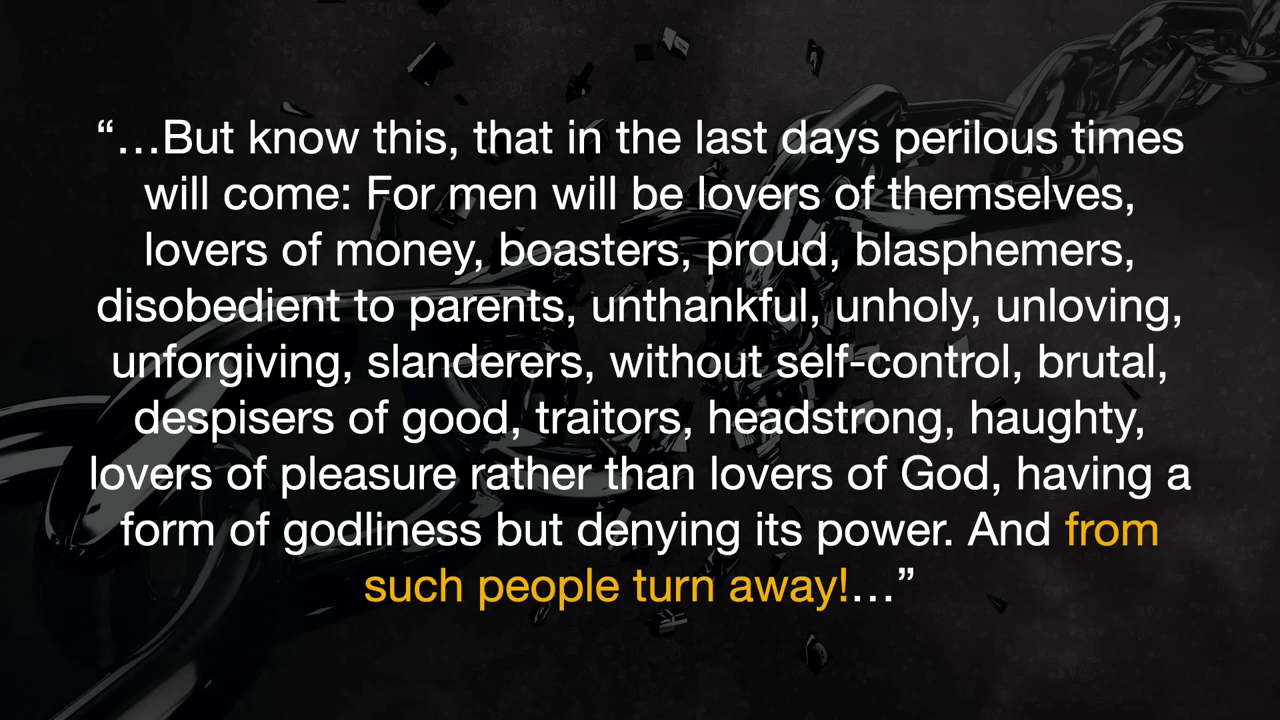 “…But know this, that in the last days perilous times
will come: For men will be lovers of themselves,
lovers of money, boasters, proud, blasphemers,
disobedient to parents, unthankful, unholy, unloving,
unforgiving, slanderers, without self-control, brutal,
despisers of good, traitors, headstrong, haughty,
lovers of pleasure rather than lovers of God, having a
form of godliness but denying its power. And from
such people turn away!…”